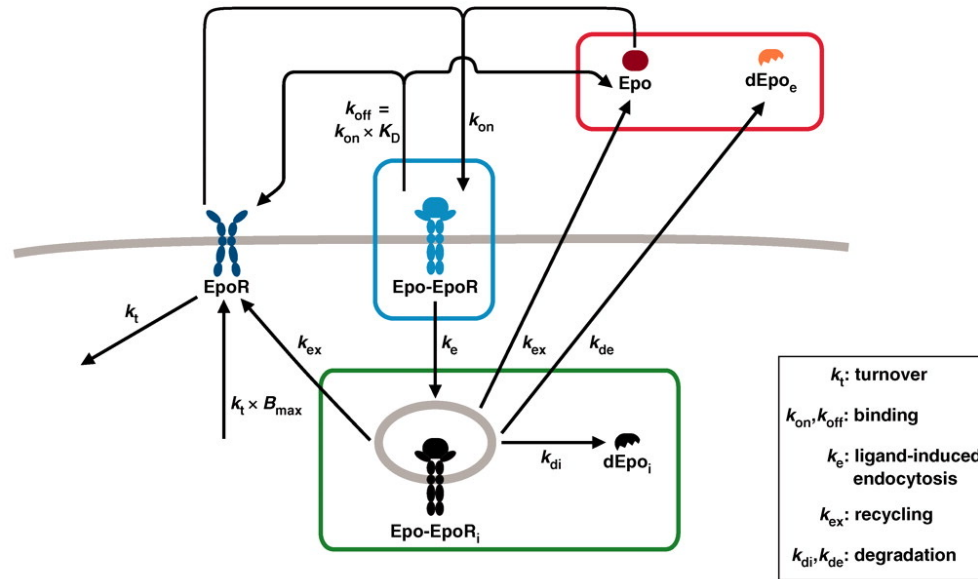 Epo
dEpo_e
k_off =
k_on × K_D
k_on
EpoR
Epo-EpoR
k_t
k_ex
k_e
k_ex
k_de
k_t × B_max
k_di
dEpo_i
Epo-EpoR_i
k_t: turnover
k_on,k_off: binding
k_e: ligand-induced
endocytosis
k_ex: recycling
k_di,k_de: degradation